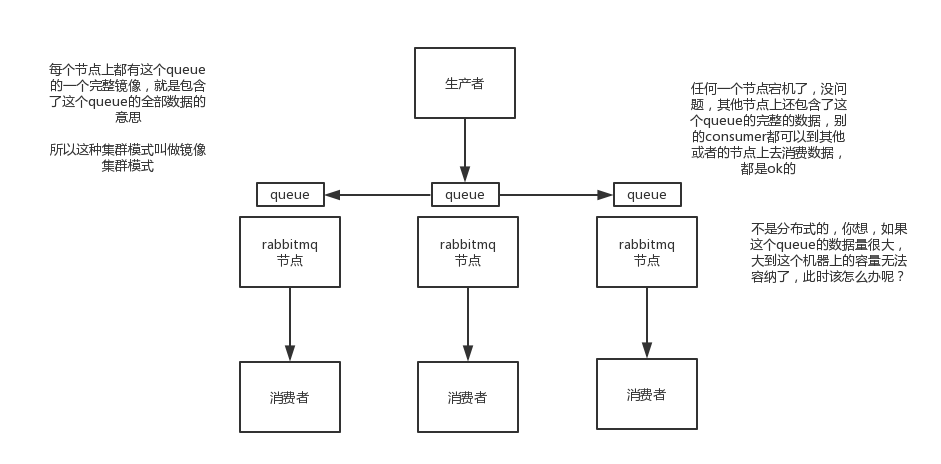 每个节点上都有这个queue
的一个完整镜像，就是包含
了这个queue的全部数据的
意思
所以这种集群模式叫做镜像
集群模式
生产者
任何一个节点宕机了，没问
题，其他节点上还包含了这
个queue的完整的数据，别
的consumer都可以到其他
或者的节点上去消费数据，
都是ok的
queue
queue
queue
rabbitmq
节点
rabbitmq
节点
rabbitmq
节点
不是分布式的，你想，如果
这个queue的数据量很大，
大到这个机器上的容量无法
容纳了，此时该怎么办呢？
消费者
消费者
消费者